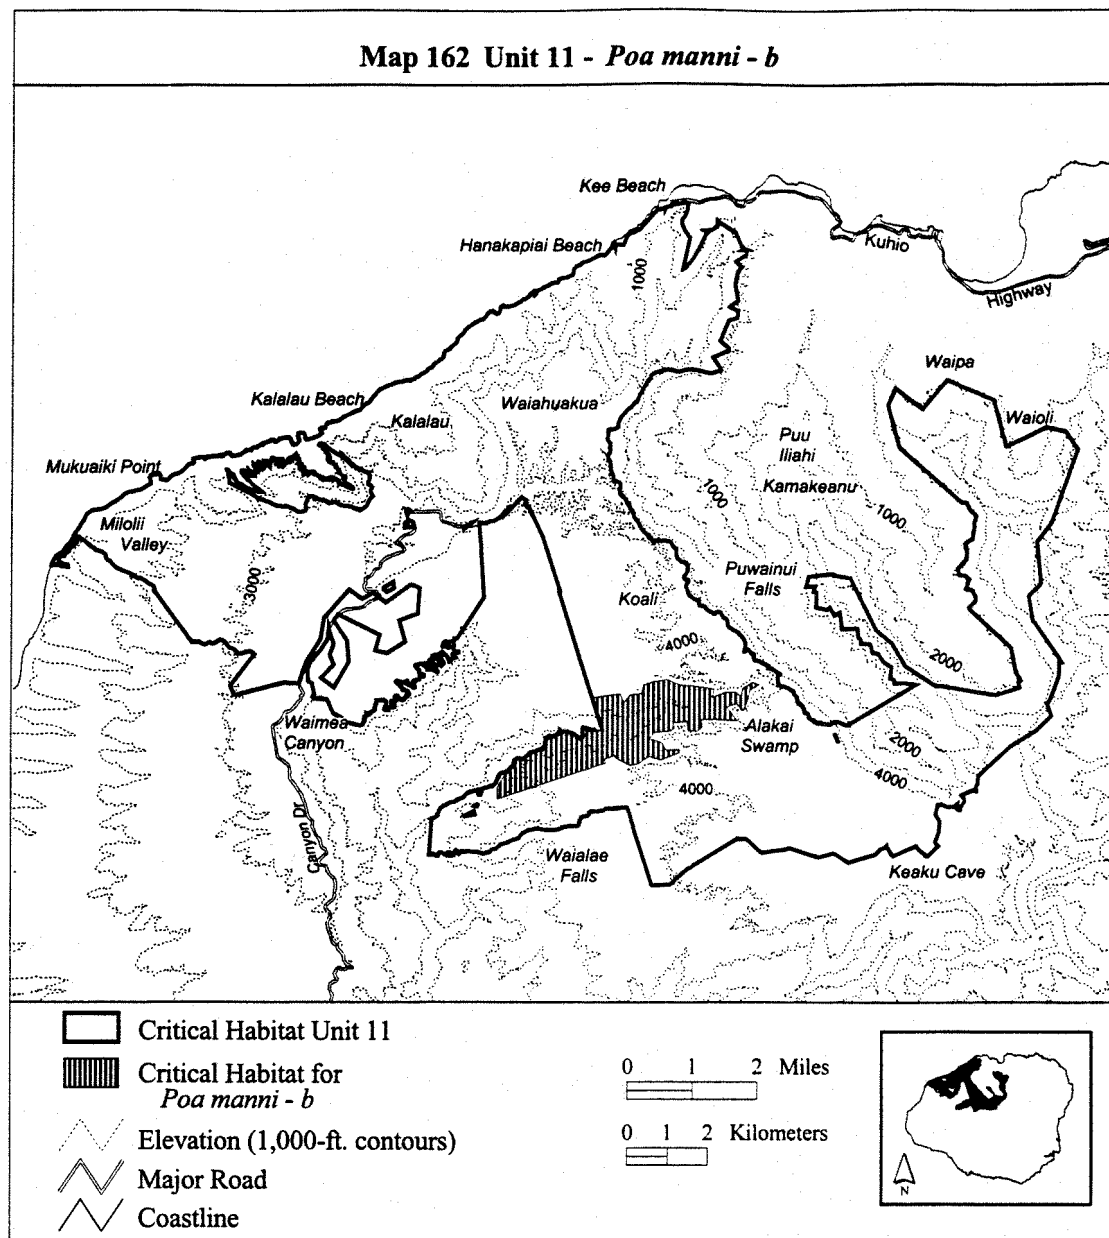 Map 162 Unit 11 - Poa manni - b
Kee Beach
Hanakapiai Beach
Kuhio
Highway
1000
Waipa
Kalalau Beach
Kalalau
Waiahuakua
Waioli
Puu
Iliahi
Mukuaiki Point
Kamakeanu
1000
1000
Milolii
Valley
Puwainui
Falls
3000
Koali
4000
2000
Waimea
Canyon
Alakai
Swamp
2000
4000
4000
Canyon Dr
Waialae
Falls
Keaku Cave
Critical Habitat Unit 11
Critical Habitat for
Poa manni - b
Elevation (1,000-ft. contours)
Major Road
Coastline
0 1 2 Miles
0 1 2 Kilometers
N